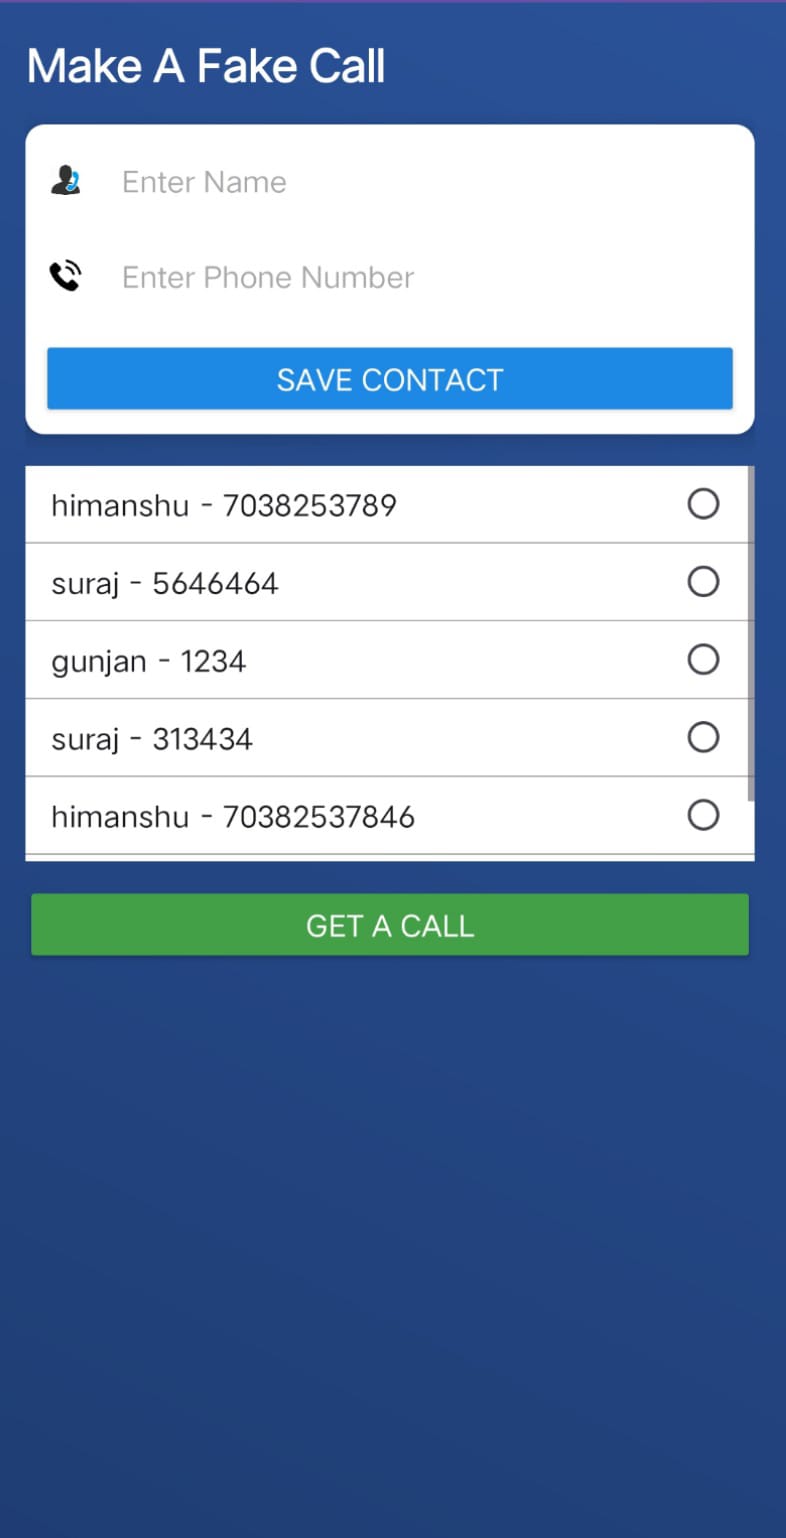 Make A Fake Call
Enter Name
Enter Phone Number
SAVE CONTACT
himanshu - 7038253789
suraj - 5646464
gunjan - 1234
suraj - 313434
himanshu - 70382537846
GET A CALL